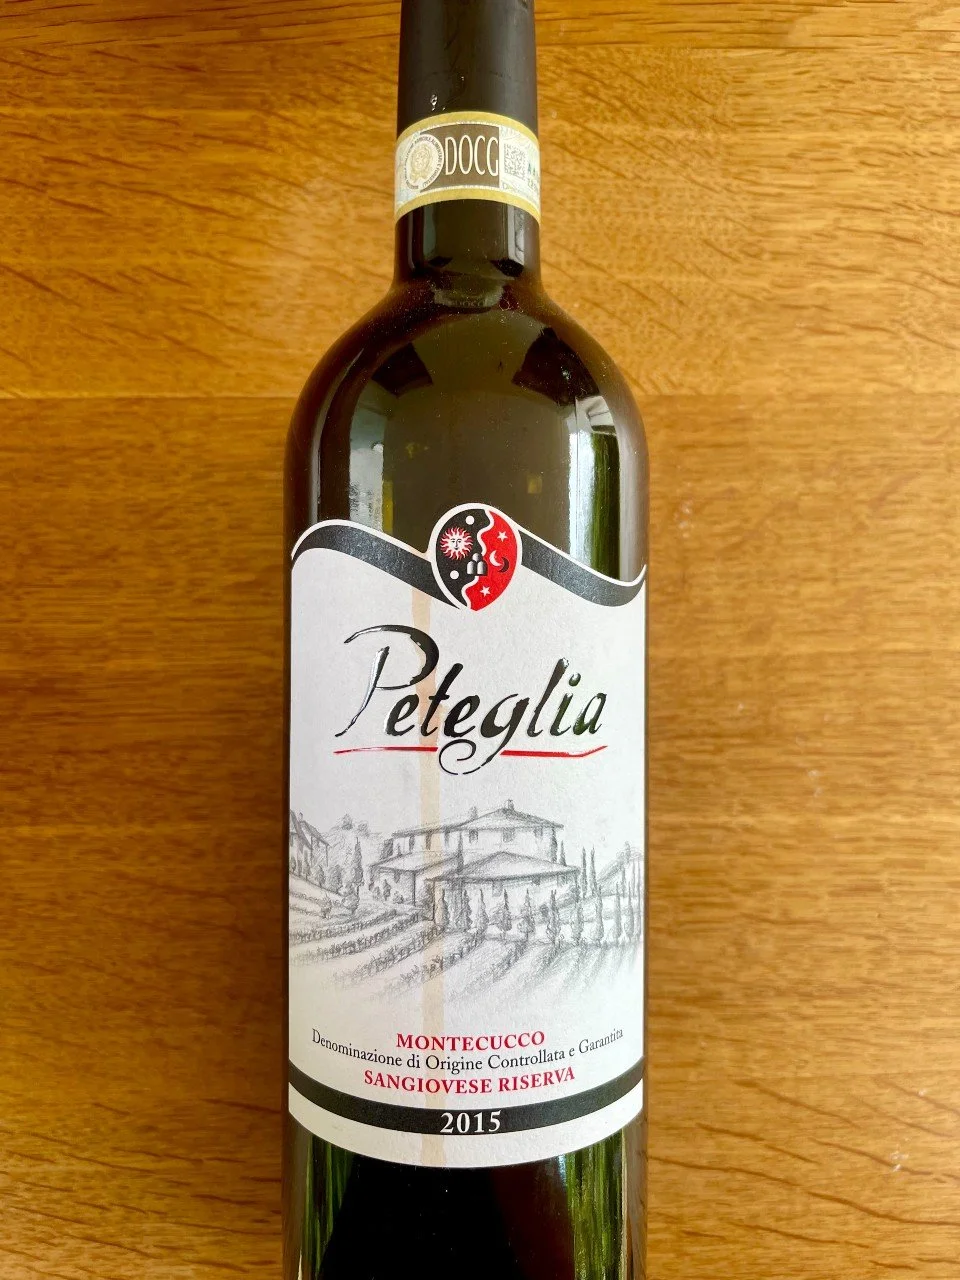 DOCG
Peteglia
MONTECUCCO
Denominazione di Origine Controllata e Garantita
SANGIOVESE RISERVA
2015